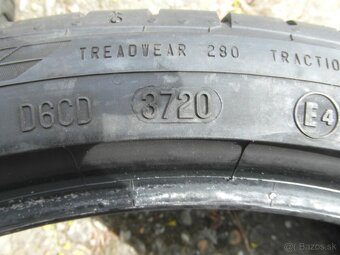 TREADWEAR 280 TRACTIO
D6CD 3720 E4
Bazos.sk